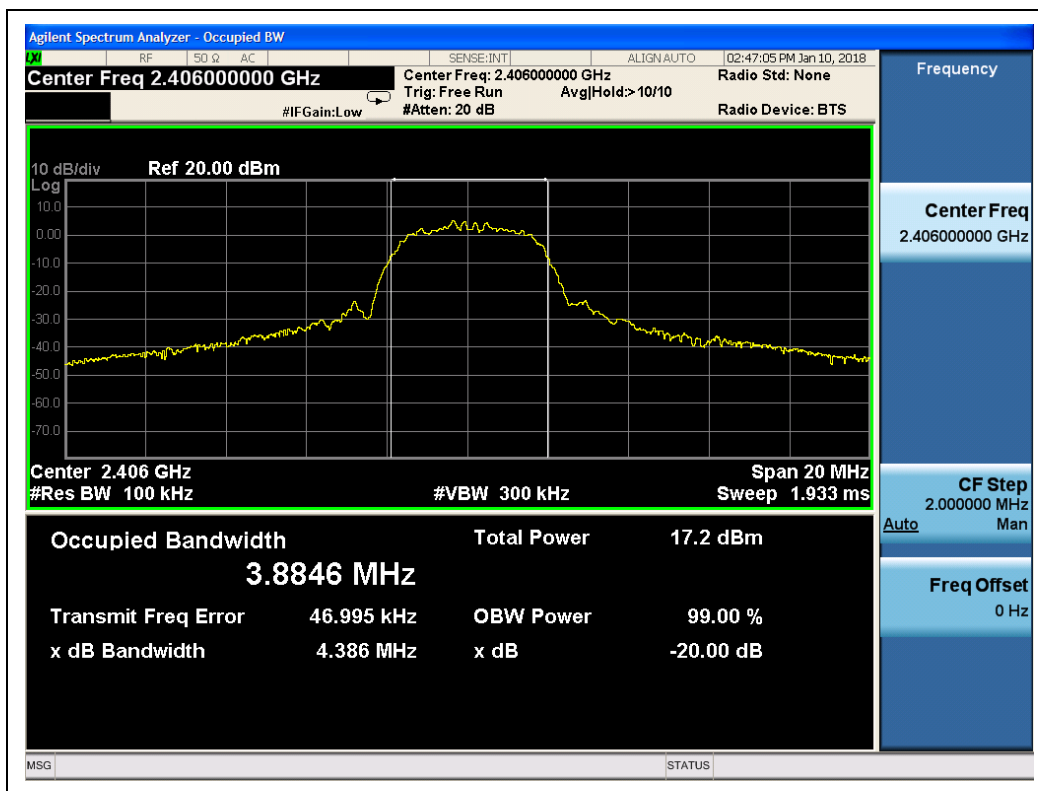 Agilent Spectrum Analyzer - Occupied BW
LXI RF 50 Ω AC SENSE:INT ALIGN AUTO 02:47:05 PM Jan 10, 2018
Center Freq 2.406000000 GHz
#IFGain:Low
Center Freq: 2.406000000 GHz
Trig: Free Run Avg|Hold:>10/10
#Atten: 20 dB
Radio Std: None
Radio Device: BTS
10 dB/div Ref 20.00 dBm
Log
10.0
0.00
-10.0
-20.0
-30.0
-40.0
-50.0
-60.0
-70.0
Center 2.406 GHz Span 20 MHz
#Res BW 100 kHz #VBW 300 kHz Sweep 1.933 ms
Occupied Bandwidth Total Power 17.2 dBm
3.8846 MHz
Transmit Freq Error 46.995 kHz OBW Power 99.00 %
x dB Bandwidth 4.386 MHz x dB -20.00 dB
Frequency
Center Freq
2.406000000 GHz
CF Step
2.000000 MHz
Auto Man
Freq Offset
0 Hz
MSG STATUS